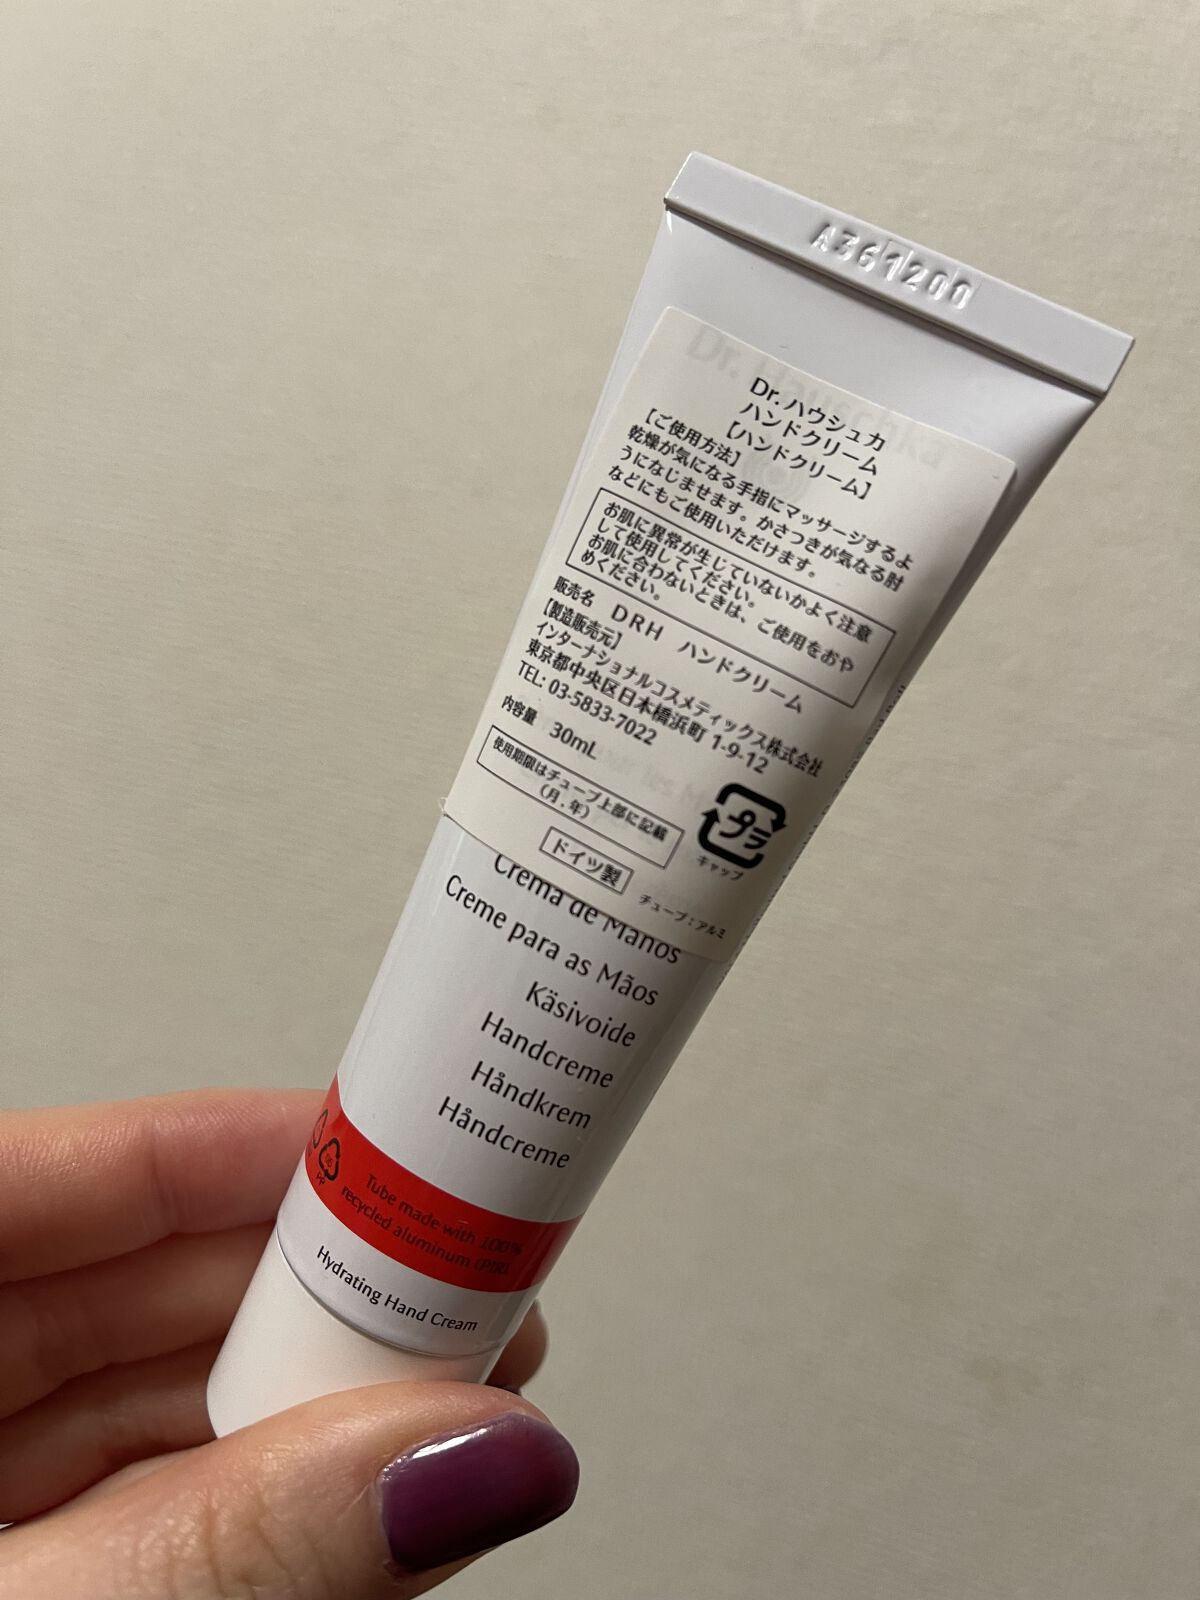 A361200
Dr. Hauschka
Dr.ハウシュカ
ハンドクリーム
[ハンドクリーム]
【ご使用方法】
乾燥が気になる手指にマッサージするよ
うになじませます。かさつきが気なる肘
などにもご使用いただけます。
お肌に異常が生じていないかよく注意
して使用してください。
お肌に合わないときは、ご使用をおや
めください。
販売名 DRH ハンドクリーム
【製造販売元】
インターナショナルコスメティックス株式会社
東京都中央区日本橋浜町 1-9-12
TEL: 03-5833-7022
内容量 30mL
使用期限はチューブ上部に記載
(月.年)
プラ
キャップ
ドイツ製
チューブ:アルミ
Crema de Manos
Creme para as Mãos
Käsivoide
Handcreme
Håndkrem
Håndcreme
05
PP
Tube made with 100%
recycled aluminum (PIR).
Hydrating Hand Cream